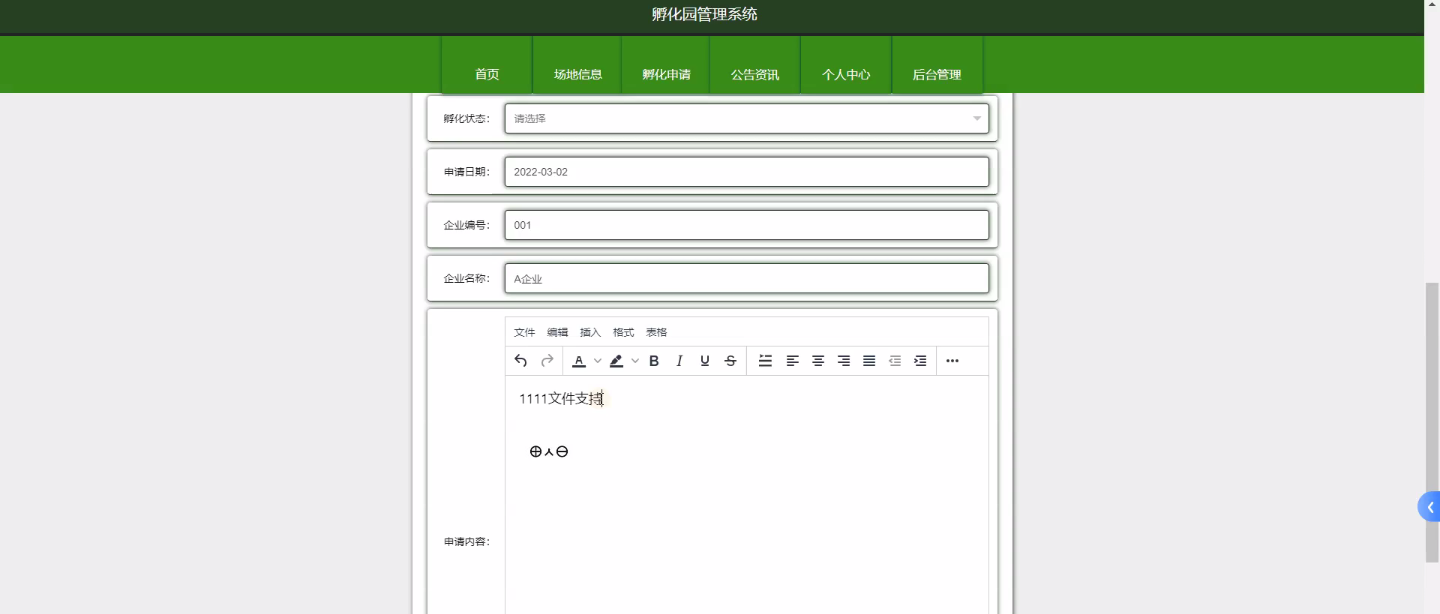 孵化园管理系统
首页 场地信息 孵化申请 公告资讯 个人中心 后台管理
孵化状态： 请选择
申请日期： 2022-03-02
企业编号： 001
企业名称： A企业
文件 编辑 插入 格式 表格
1111文件支持
申请内容：